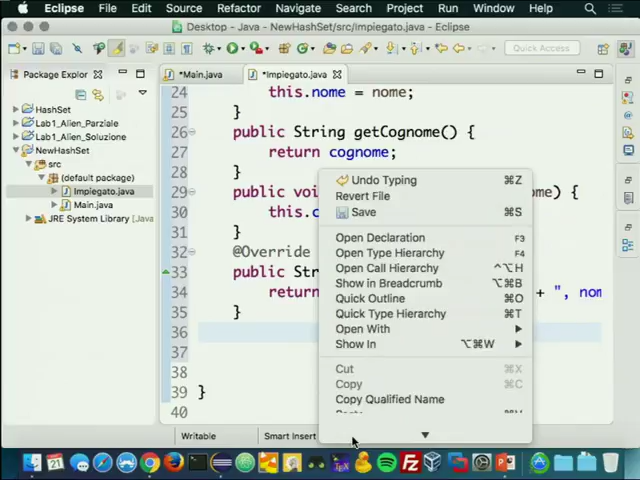 Eclipse File Edit Source Refactor Navigate Search Project Run Window Help
Desktop - Java - NewHashSet/src/Impiegato.java - Eclipse
Quick Access
Package Explor
*Main.java
*Impiegato.java
HashSet
Lab1_Alien_Parziale
Lab1_Alien_Soluzione
NewHashSet
src
(default package)
Impiegato.java
Main.java
JRE System Library [JavaS
24 this.nome = nome;
25 }
26 public String getCognome() {
27 return cognome;
28 }
29 public voi ome) {
30 this.c
31 }
32 @Override
33 public St
34 return + ", nom
35 }
36
37
38
39 }
40
Undo Typing ⌘Z
Revert File
Save ⌘S
Open Declaration F3
Open Type Hierarchy F4
Open Call Hierarchy ^⌥H
Show in Breadcrumb ⌥⌘B
Quick Outline ⌘O
Quick Type Hierarchy ⌘T
Open With
Show In ⌥⌘W
Cut ⌘X
Copy ⌘C
Copy Qualified Name
Writable
Smart Insert